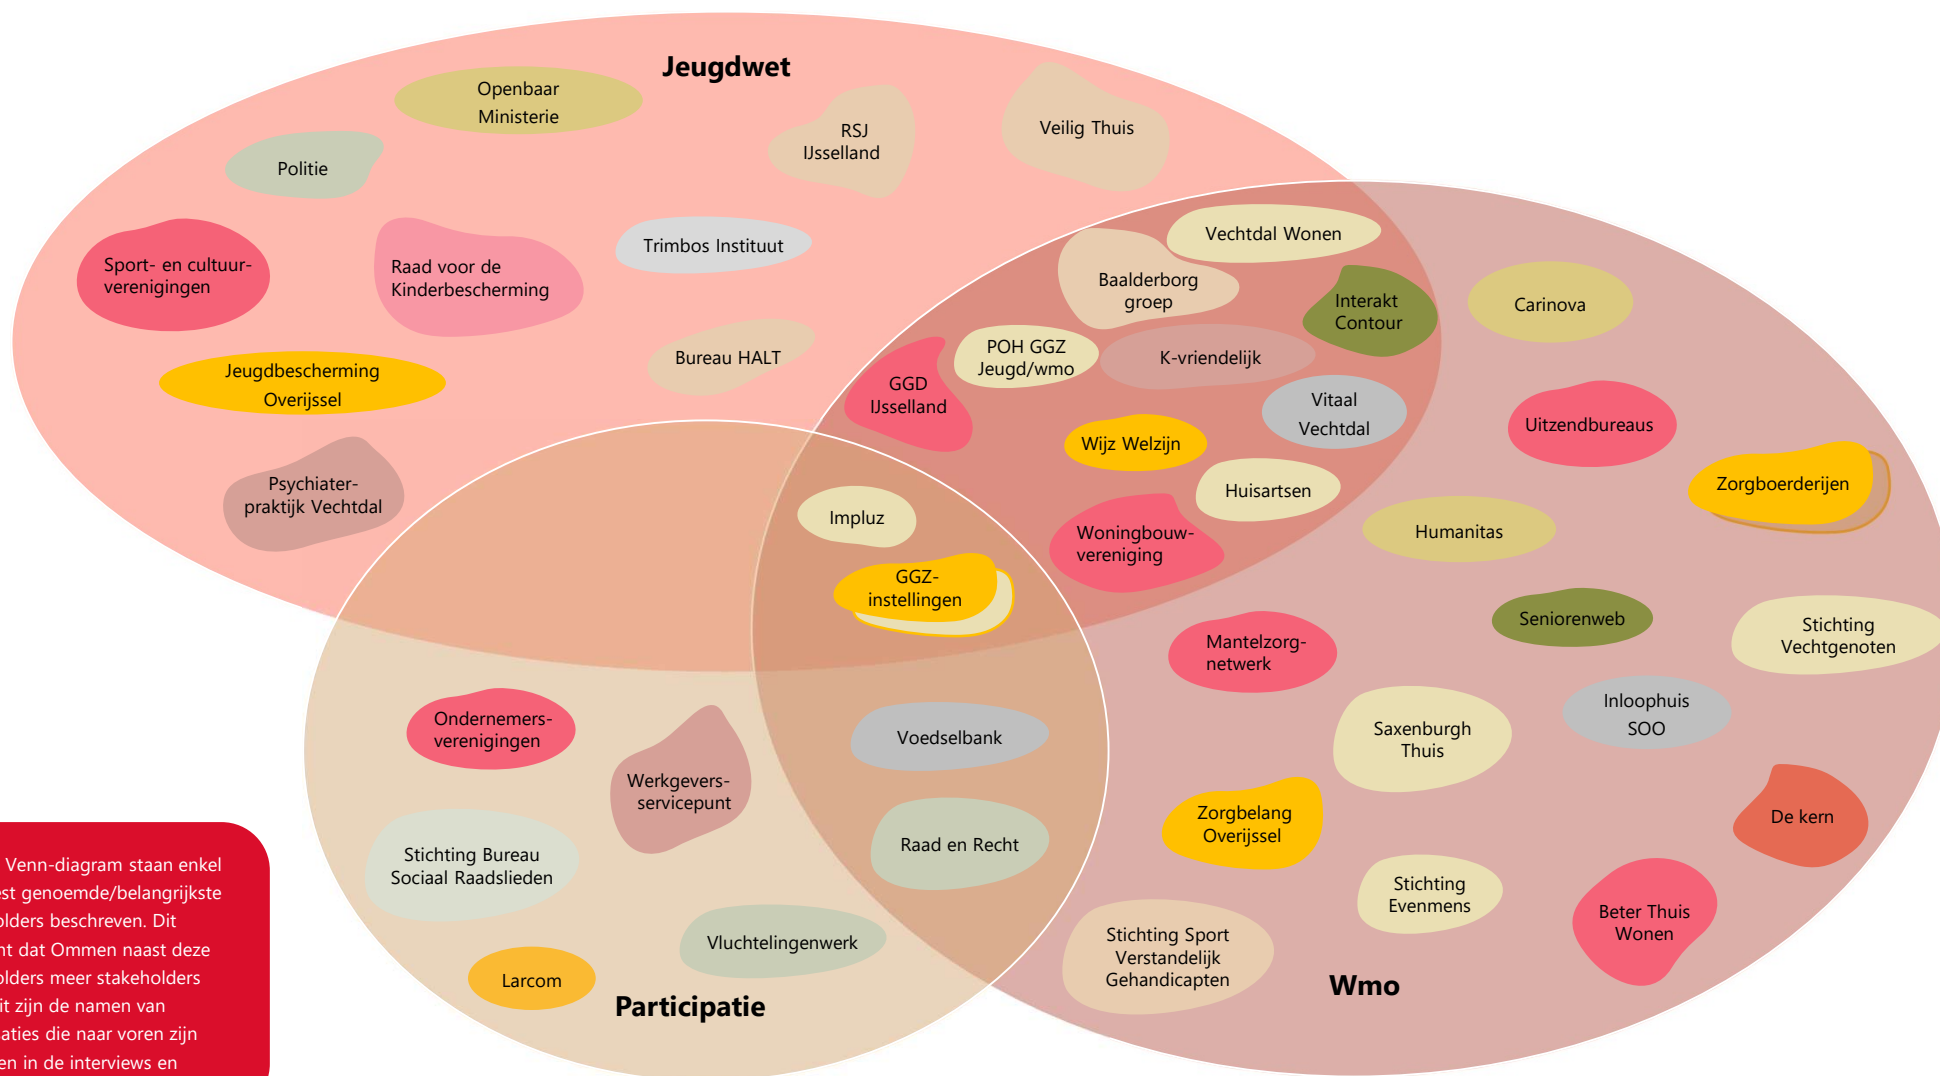 Jeugdwet
Openbaar
Ministerie
RSJ
IJsselland
Veilig Thuis
Politie
Sport- en cultuur-
verenigingen
Raad voor de
Kinderbescherming
Trimbos Instituut
Bureau HALT
Jeugdbescherming
Overijssel
Psychiater-
praktijk Vechtdal
Vechtdal Wonen
Baalderborg
groep
Interakt
Contour
POH GGZ
Jeugd/wmo
K-vriendelijk
GGD
IJsselland
Vitaal
Vechtdal
Wijz Welzijn
Huisartsen
Woningbouw-
vereniging
Impluz
GGZ-
instellingen
Carinova
Uitzendbureaus
Zorgboerderijen
Humanitas
Seniorenweb
Stichting
Vechtgenoten
Mantelzorg-
netwerk
Inloophuis
SOO
Saxenburgh
Thuis
Zorgbelang
Overijssel
De kern
Stichting
Evenmens
Beter Thuis
Wonen
Stichting Sport
Verstandelijk
Gehandicapten
Wmo
Voedselbank
Raad en Recht
Ondernemers-
verenigingen
Werkgevers-
servicepunt
Stichting Bureau
Sociaal Raadslieden
Vluchtelingenwerk
Larcom
Participatie
Venn-diagram staan enkel
est genoemde/belangrijkste
olders beschreven. Dit
nt dat Ommen naast deze
olders meer stakeholders
it zijn de namen van
saties die naar voren zijn
en in de interviews en